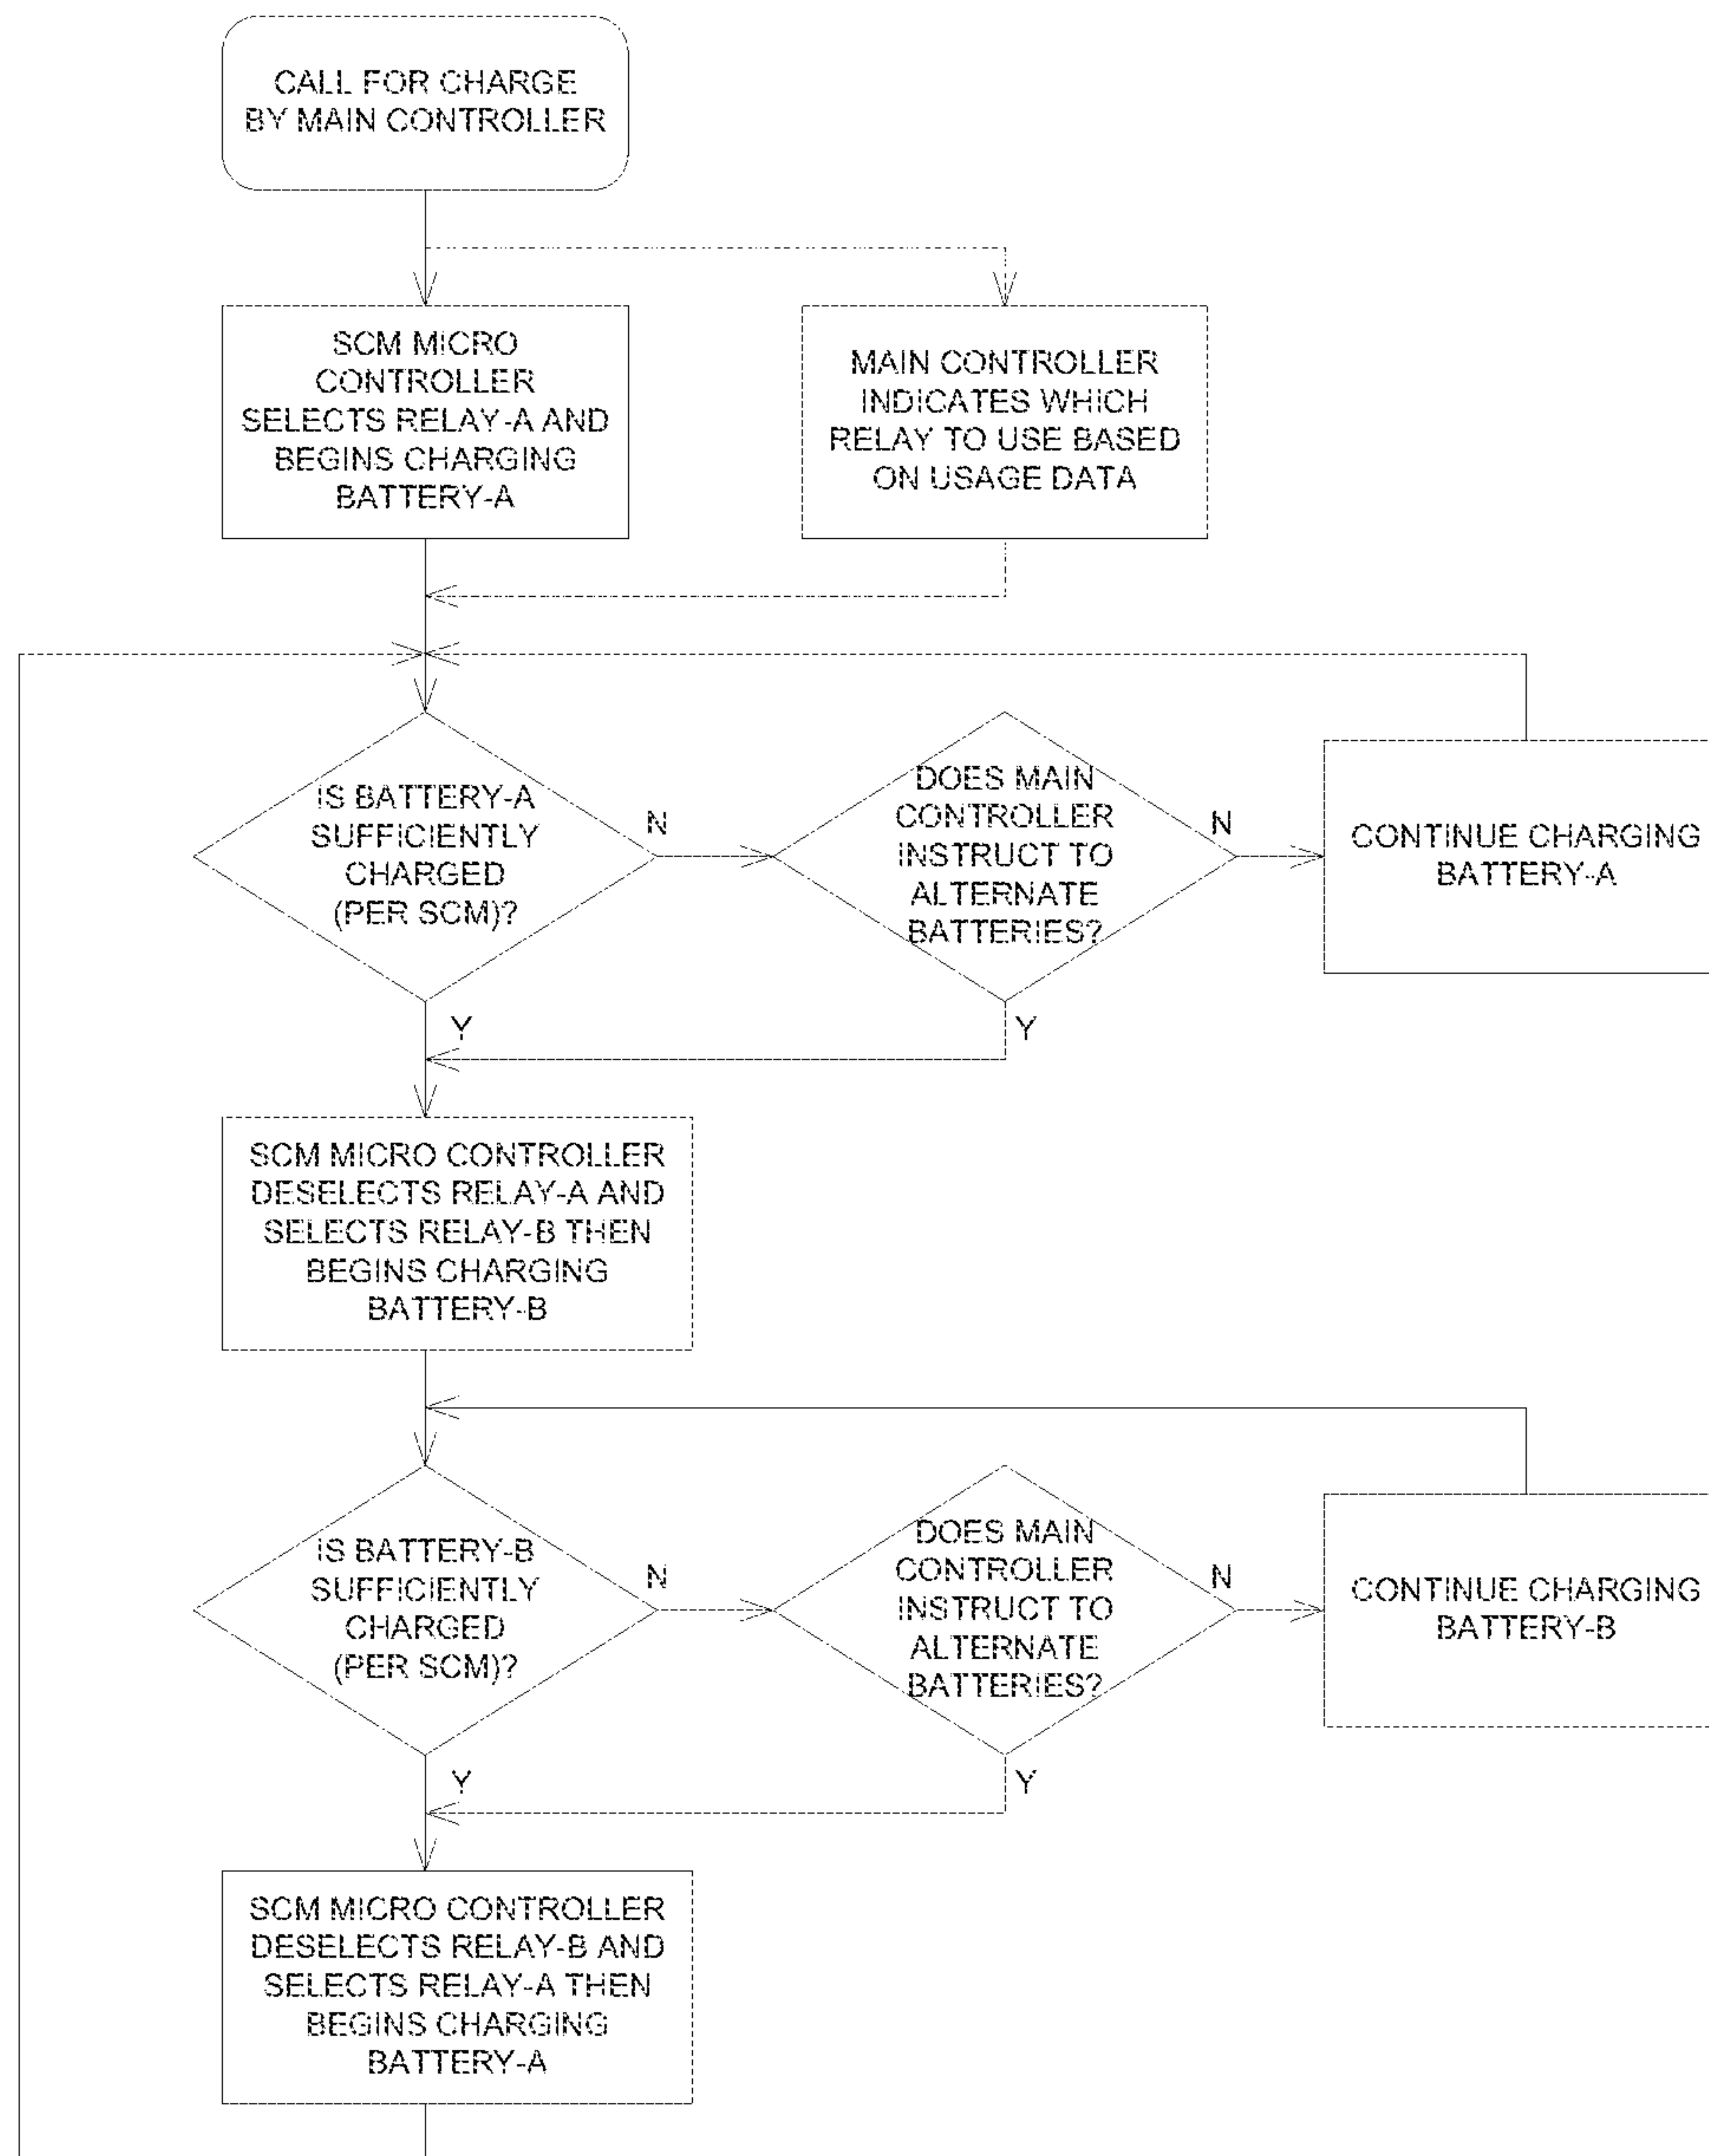 CALL FOR CHARGE
BY MAIN CONTROLLER
SCM MICRO
CONTROLLER
SELECTS RELAY-A AND
BEGINS CHARGING
BATTERY-A
MAIN CONTROLLER
INDICATES WHICH
RELAY TO USE BASED
ON USAGE DATA
IS BATTERY-A
SUFFICIENTLY
CHARGED
(PER SCM)?
N
DOES MAIN
CONTROLLER
INSTRUCT TO
ALTERNATE
BATTERIES?
N
CONTINUE CHARGING
BATTERY-A
Y
Y
SCM MICRO CONTROLLER
DESELECTS RELAY-A AND
SELECTS RELAY-B THEN
BEGINS CHARGING
BATTERY-B
IS BATTERY-B
SUFFICIENTLY
CHARGED
(PER SCM)?
N
DOES MAIN
CONTROLLER
INSTRUCT TO
ALTERNATE
BATTERIES?
N
CONTINUE CHARGING
BATTERY-B
Y
Y
SCM MICRO CONTROLLER
DESELECTS RELAY-B AND
SELECTS RELAY-A THEN
BEGINS CHARGING
BATTERY-A